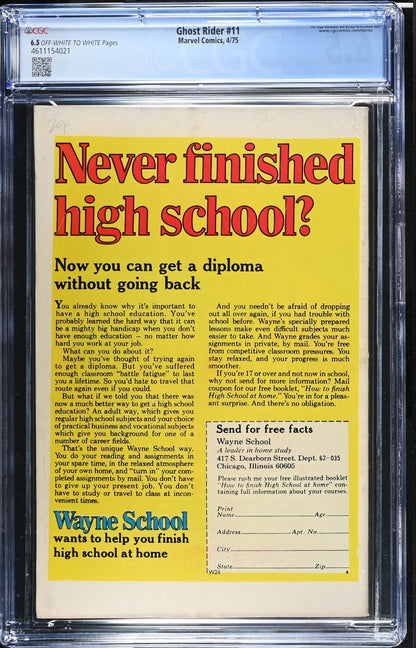 CGC
Ghost Rider #11
Marvel Comics, 4/75
6.5 OFF-WHITE TO WHITE Pages
4611154021
www.cgccomics.com/terms
Never finished
high school?
Now you can get a diploma
without going back
You already know why it's important to
have a high school education. You've
probably learned the hard way that it can
be a mighty big handicap when you don't
have enough education – no matter how
hard you work at your job.
What can you do about it?
Maybe you've thought of trying again
to get a diploma. But you've suffered
enough classroom "battle fatigue" to last
you a lifetime. So you'd hate to travel that
route again even if you could.
But what if we told you that there was
now a much better way to get a high school
education? An adult way, which gives you
regular high school subjects and your choice
of practical business and vocational subjects
which give you background for one of a
number of career fields.
That's the unique Wayne School way.
You do your reading and assignments in
your spare time, in the relaxed atmosphere
of your own home, and "turn in" your com-
pleted assignments by mail. You don't have
to give up your present job. You don't
have to study or travel to class at incon-
venient times.
Wayne School
wants to help you finish
high school at home
And you needn't be afraid of dropping
out all over again, if you had trouble with
school before. Wayne's specially prepared
lessons make even difficult subjects much
easier to take. And Wayne grades your as-
signments in private, by mail. You're free
from competitive classroom pressures. You
stay relaxed, and your progress is much
smoother.
If you're 17 or over and not now in school,
why not send for more information? Mail
coupon for our free booklet, "How to finish
High School at home." You're in for a pleas-
ant surprise. And there's no obligation.
Send for free facts
Wayne School
A leader in home study
417 S. Dearborn Street. Dept. 62-035
Chicago, Illinois 60605
Please rush me your free illustrated booklet
"How to finish High School at home" con-
taining full information about your courses.
Print
Name Age
Address Apt. No
City
State Zip
W24 4